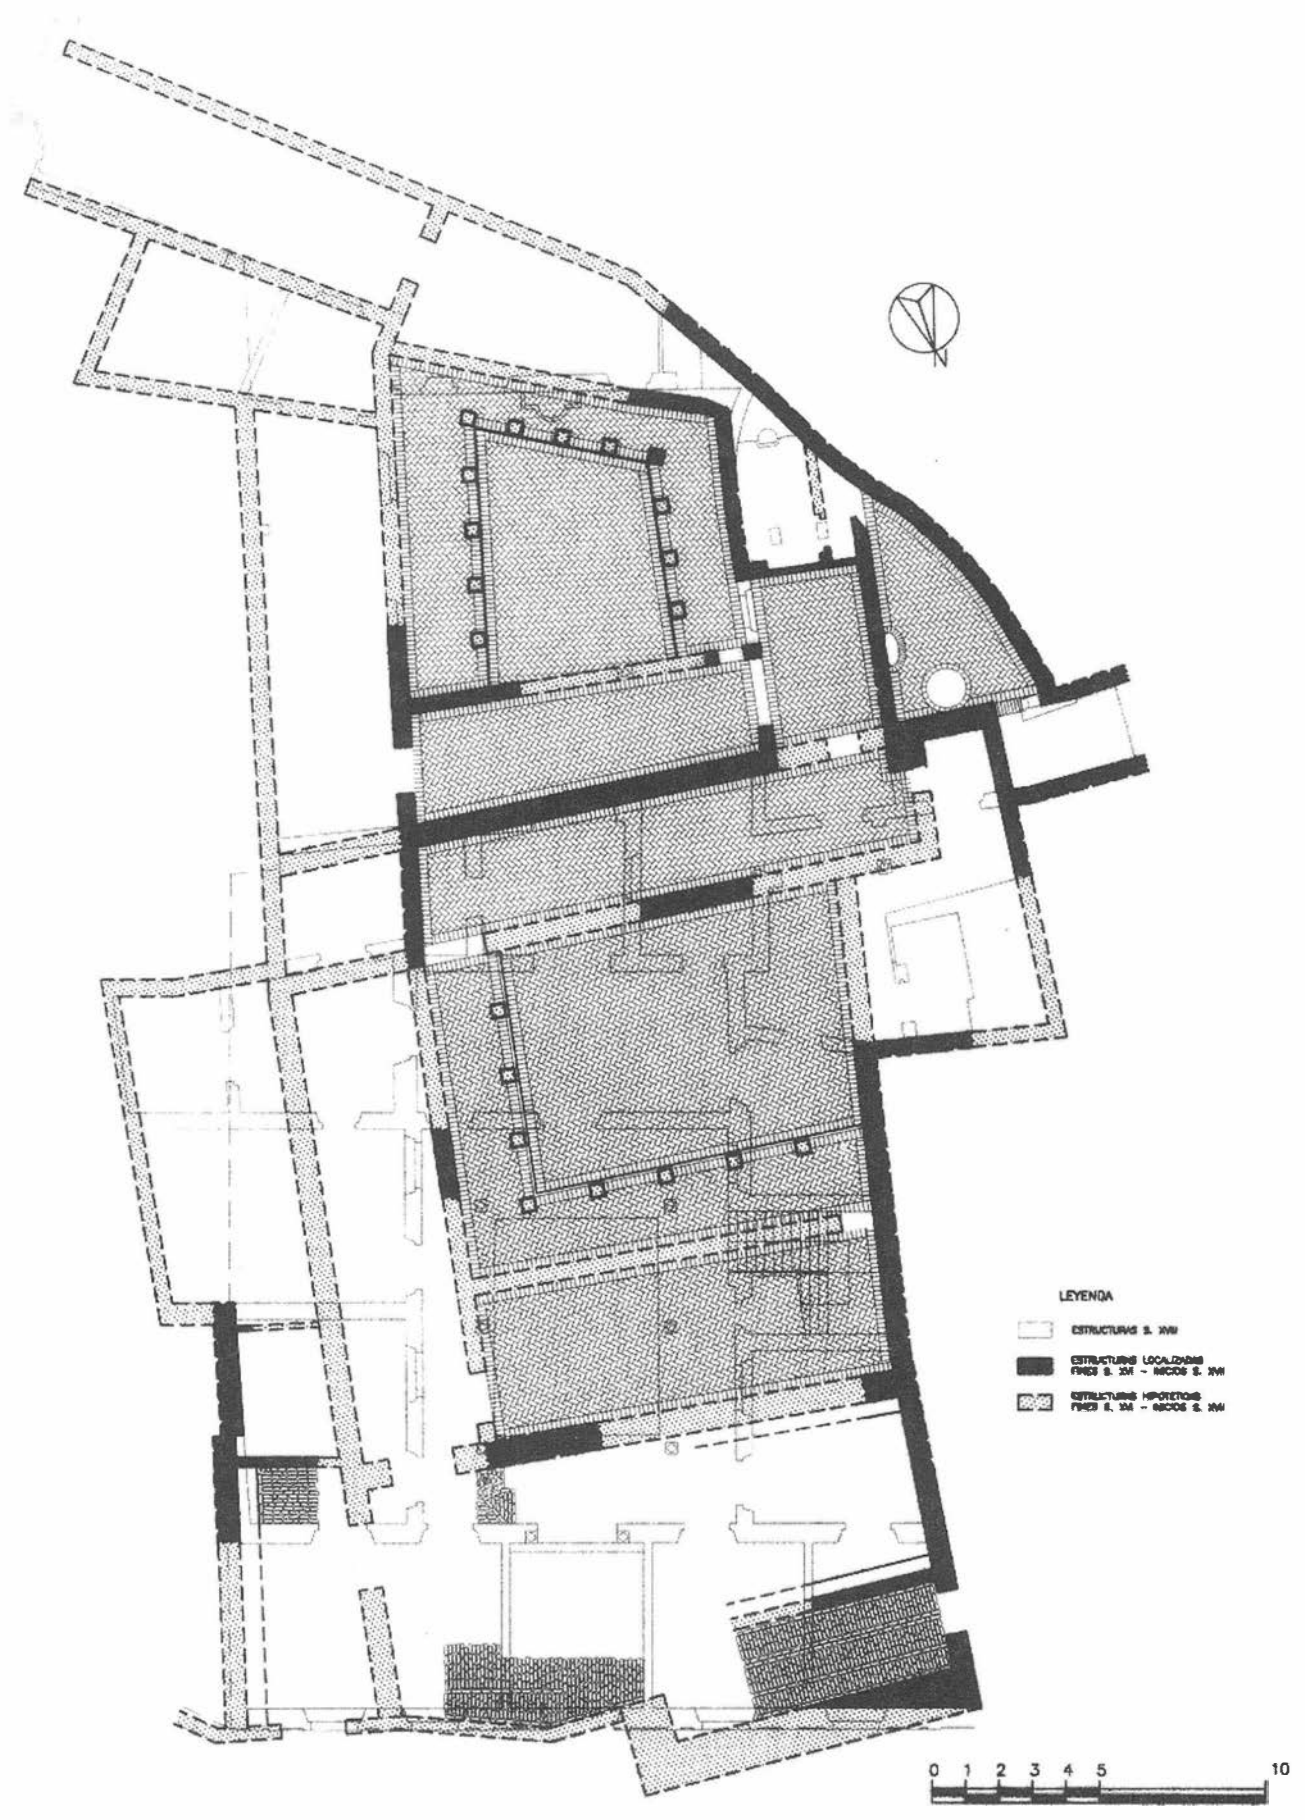 N
LEYENDA
ESTRUCTURAS S. XVIII
ESTRUCTURAS LOCALIZADAS
FINES S. XVI - INICIOS S. XVII
ESTRUCTURAS HIPOTETICAS
FINES S. XVI - INICIOS S. XVII
0 1 2 3 4 5 10